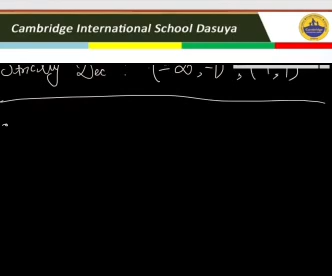 Cambridge International School Dasuya
Strictly Dec : (-∞, -1), (-1, 1)